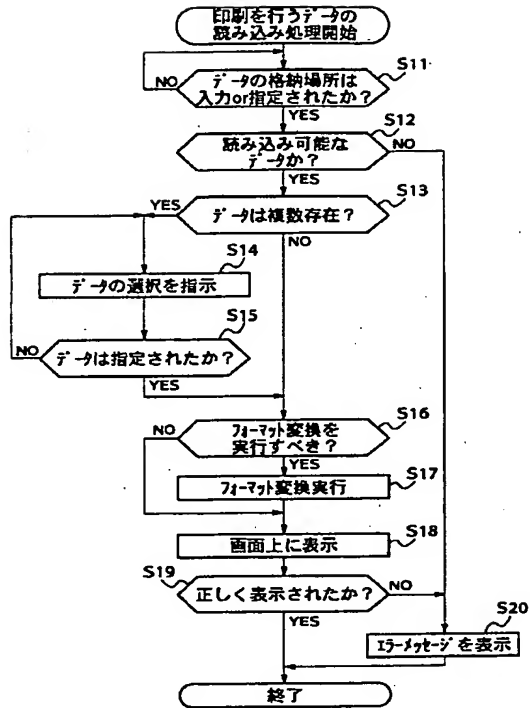 印刷を行うデータの
読み込み処理開始
S11
データの格納場所は
入力or指定されたか?
NO
YES
S12
読み込み可能な
データか?
NO
YES
S13
データは複数存在?
YES
NO
S14
データの選択を指示
S15
データは指定されたか?
NO
YES
S16
フォーマット変換を
実行すべき?
NO
YES
S17
フォーマット変換実行
S18
画面上に表示
S19
正しく表示されたか?
NO
YES
S20
エラーメッセージを表示
終了